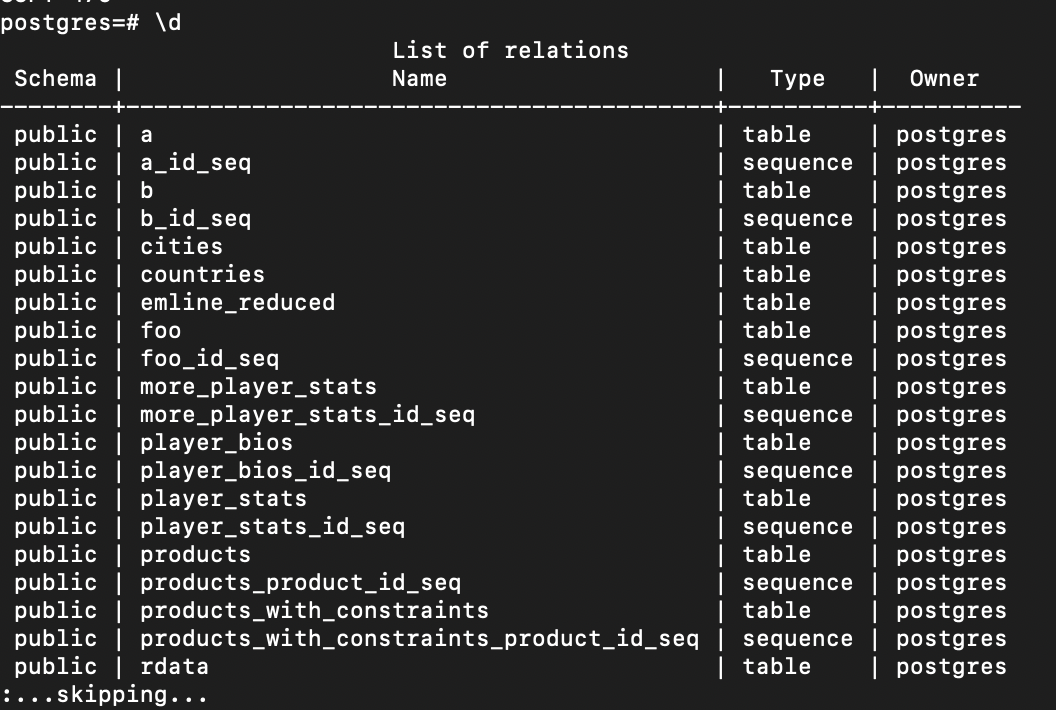 postgres=# \d
List of relations
Schema | Name | Type | Owner
--------+------------------------------------------+-----------+----------
public | a | table | postgres
public | a_id_seq | sequence | postgres
public | b | table | postgres
public | b_id_seq | sequence | postgres
public | cities | table | postgres
public | countries | table | postgres
public | emline_reduced | table | postgres
public | foo | table | postgres
public | foo_id_seq | sequence | postgres
public | more_player_stats | table | postgres
public | more_player_stats_id_seq | sequence | postgres
public | player_bios | table | postgres
public | player_bios_id_seq | sequence | postgres
public | player_stats | table | postgres
public | player_stats_id_seq | sequence | postgres
public | products | table | postgres
public | products_product_id_seq | sequence | postgres
public | products_with_constraints | table | postgres
public | products_with_constraints_product_id_seq | sequence | postgres
public | rdata | table | postgres
:...skipping...